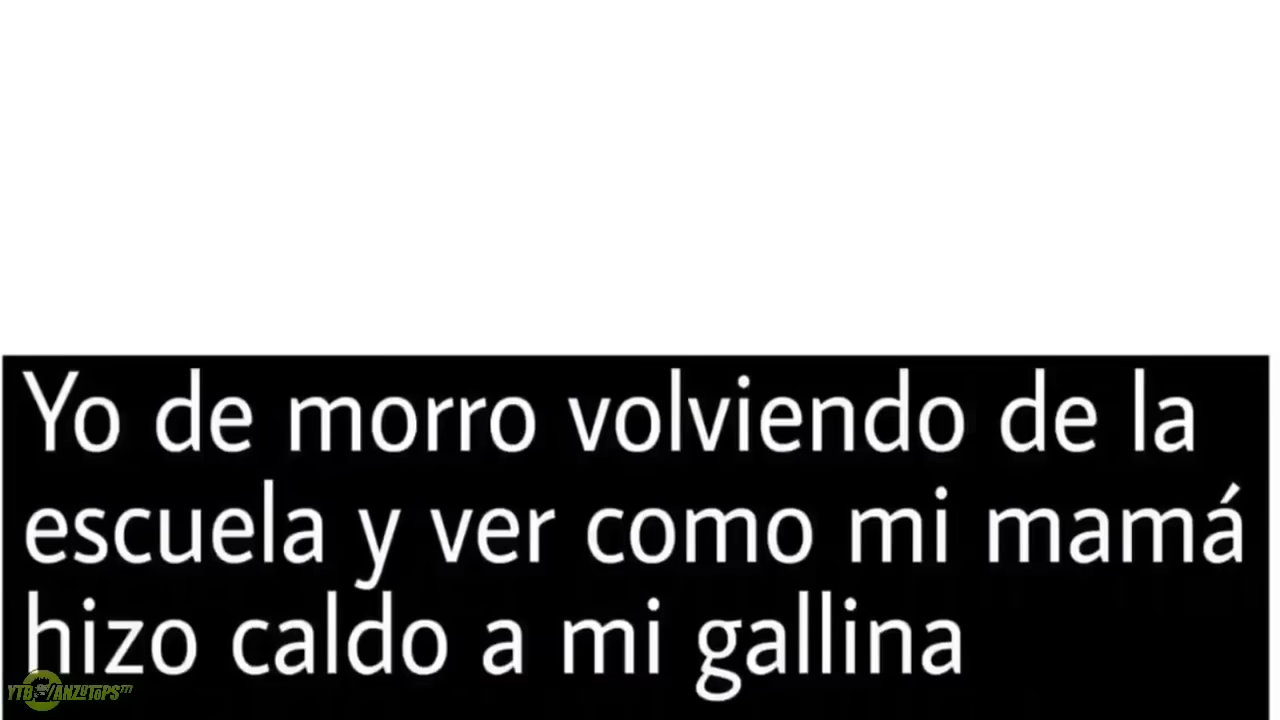 Yo de morro volviendo de la
escuela y ver como mi mamá
hizo caldo a mi gallina